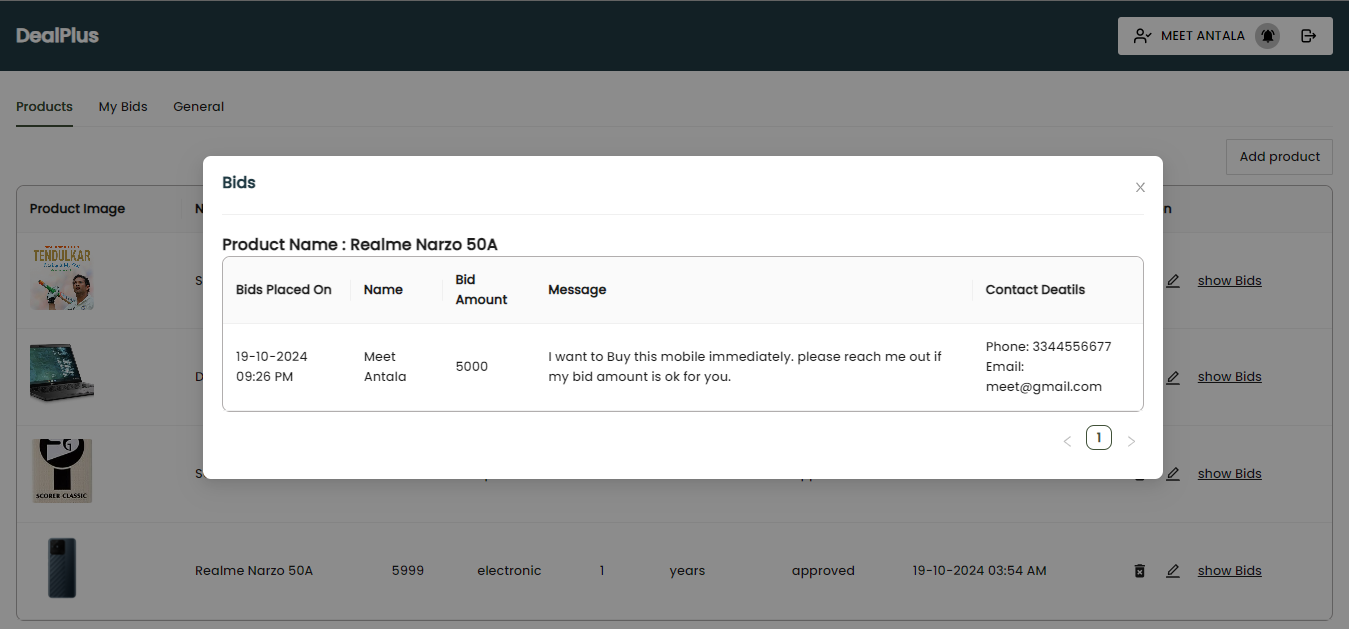 DealPlus
MEET ANTALA
Products My Bids General
Add product
Product Image
TENDULKAR
show Bids
show Bids
SCORER CLASSIC
show Bids
Realme Narzo 50A 5999 electronic 1 years approved 19-10-2024 03:54 AM show Bids
Bids
Product Name : Realme Narzo 50A
Bids Placed On Name Bid Message Contact Deatils
Amount
19-10-2024 Meet 5000 I want to Buy this mobile immediately. please reach me out if Phone: 3344556677
09:26 PM Antala my bid amount is ok for you. Email:
meet@gmail.com
1